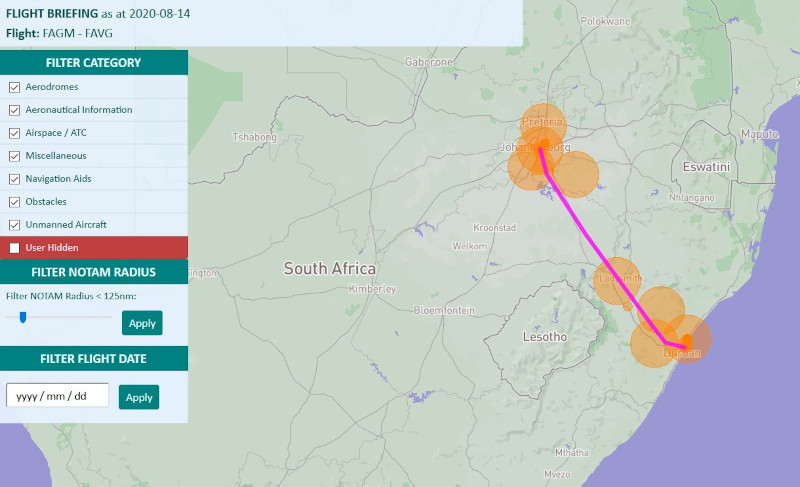 FLIGHT BRIEFING as at 2020-08-14
Flight: FAGM - FAVG
FILTER CATEGORY
Aerodromes
Aeronautical Information
Airspace / ATC
Miscellaneous
Navigation Aids
Obstacles
Unmanned Aircraft
User Hidden
FILTER NOTAM RADIUS
Filter NOTAM Radius < 125nm:
Apply
FILTER FLIGHT DATE
yyyy / mm / dd
Apply
Polokwane
Gaborone
Pretoria
Tshabong
Maputo
Eswatini
Nhlangano
Kroonstad
Welkom
South Africa
Kimberley
Ladysmith
Bloemfontein
Lesotho
Durban
Mthatha
Mvezo